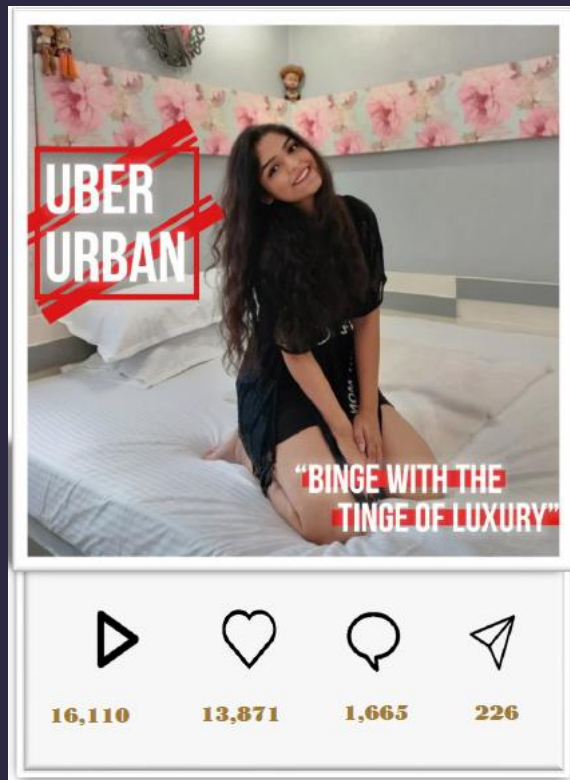 UBER
URBAN
“BINGE WITH THE
TINGE OF LUXURY”
16,110
13,871
1,665
226